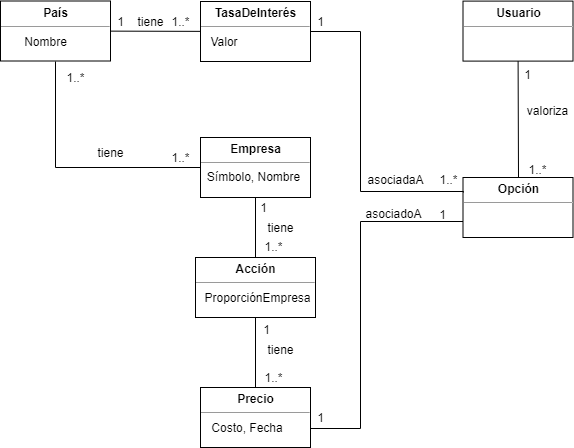 País
Nombre
1 tiene 1..*
TasaDeInterés
Valor
1
Usuario
1
valoriza
1..*
1..*
tiene
1..*
Empresa
Símbolo, Nombre
asociadaA 1..*
Opción
asociadoA 1
1
tiene
1..*
Acción
ProporciónEmpresa
1
tiene
1..*
Precio
Costo, Fecha
1